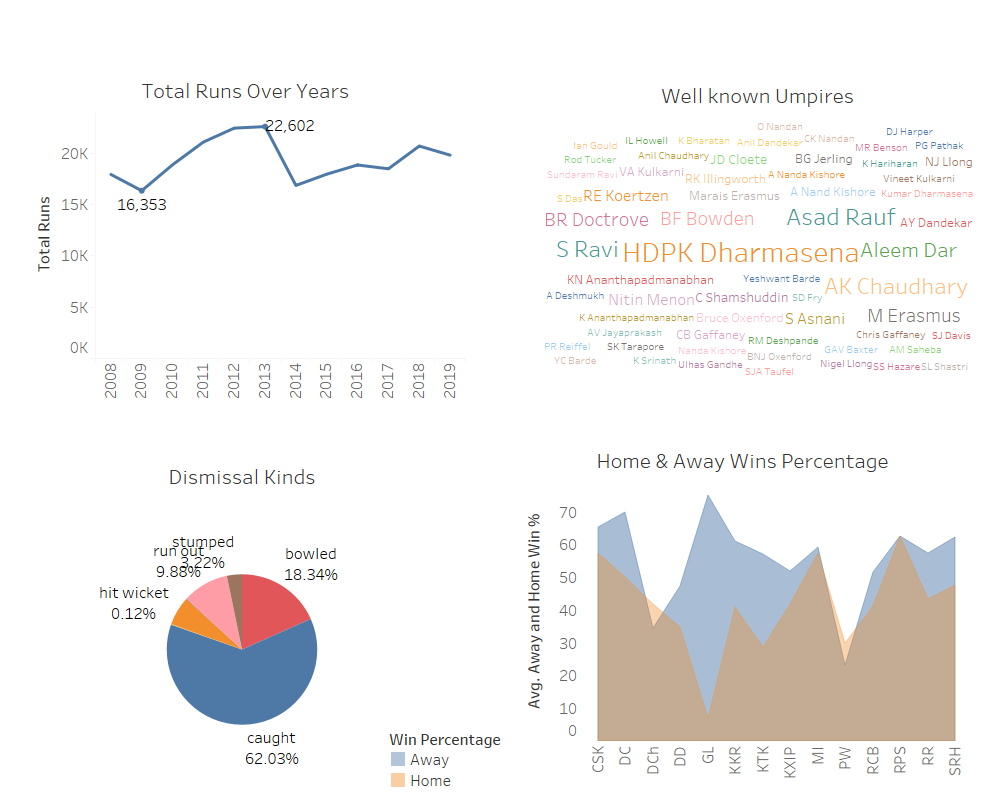 Total Runs Over Years
22,602
20K
15K
16,353
10K
5K
0K
Total Runs
2008
2009
2010
2011
2012
2013
2014
2015
2016
2017
2018
2019
Well known Umpires
O Nandan
IL Howell K Bharatan Anil Dandekar CK Nandan DJ Harper
Ian Gould MR Benson PG Pathak
Rod Tucker Anil Chaudhary JD Cloete BG Jerling K Hariharan NJ Llong
Sundaram Ravi VA Kulkarni RK Illingworth A Nanda Kishore Vineet Kulkarni
S Das RE Koertzen Marais Erasmus A Nand Kishore Kumar Dharmasena
BR Doctrove BF Bowden Asad Rauf AY Dandekar
S Ravi HDPK Dharmasena Aleem Dar
KN Ananthapadmanabhan Yeshwant Barde AK Chaudhary
A Deshmukh Nitin Menon C Shamshuddin SD Fry
K Ananthapadmanabhan Bruce Oxenford S Asnani M Erasmus
AV Jayaprakash CB Gaffaney RM Deshpande Chris Gaffaney SJ Davis
PR Reiffel SK Tarapore Nanda Kishore GAV Baxter AM Saheba
YC Barde K Srinath Ulhas Gandhe BNJ Oxenford Nigel Llong SS Hazare SL Shastri
SJA Taufel
Dismissal Kinds
stumped
3.22%
run out
9.88%
bowled
18.34%
hit wicket
0.12%
caught
62.03%
Win Percentage
Away
Home
Home & Away Wins Percentage
Avg. Away and Home Win %
70
60
50
40
30
20
10
0
CSK
DC
DCh
DD
GL
KKR
KTK
KXIP
MI
PW
RCB
RPS
RR
SRH